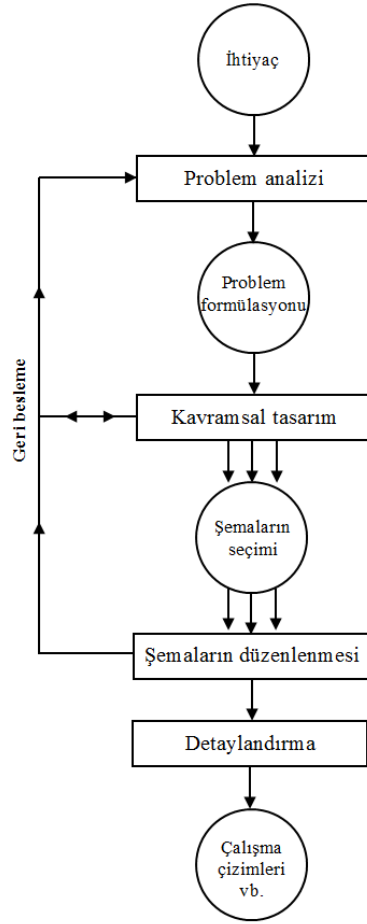 İhtiyaç
Problem analizi
Problem
formülasyonu
Geri besleme
Kavramsal tasarım
Şemaların
seçimi
Şemaların düzenlenmesi
Detaylandırma
Çalışma
çizimleri
vb.